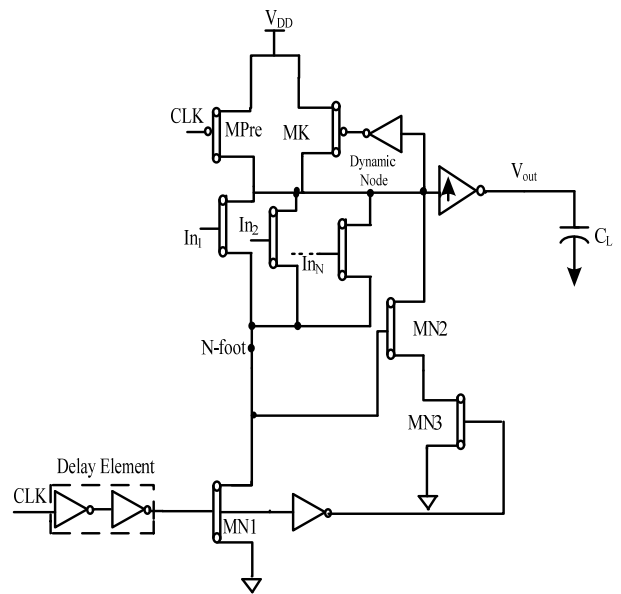 V_DD
CLK
MPre
MK
Dynamic
Node
V_out
C_L
In_1
In_2
In_N
N-foot
MN2
MN3
Delay Element
CLK
MN1